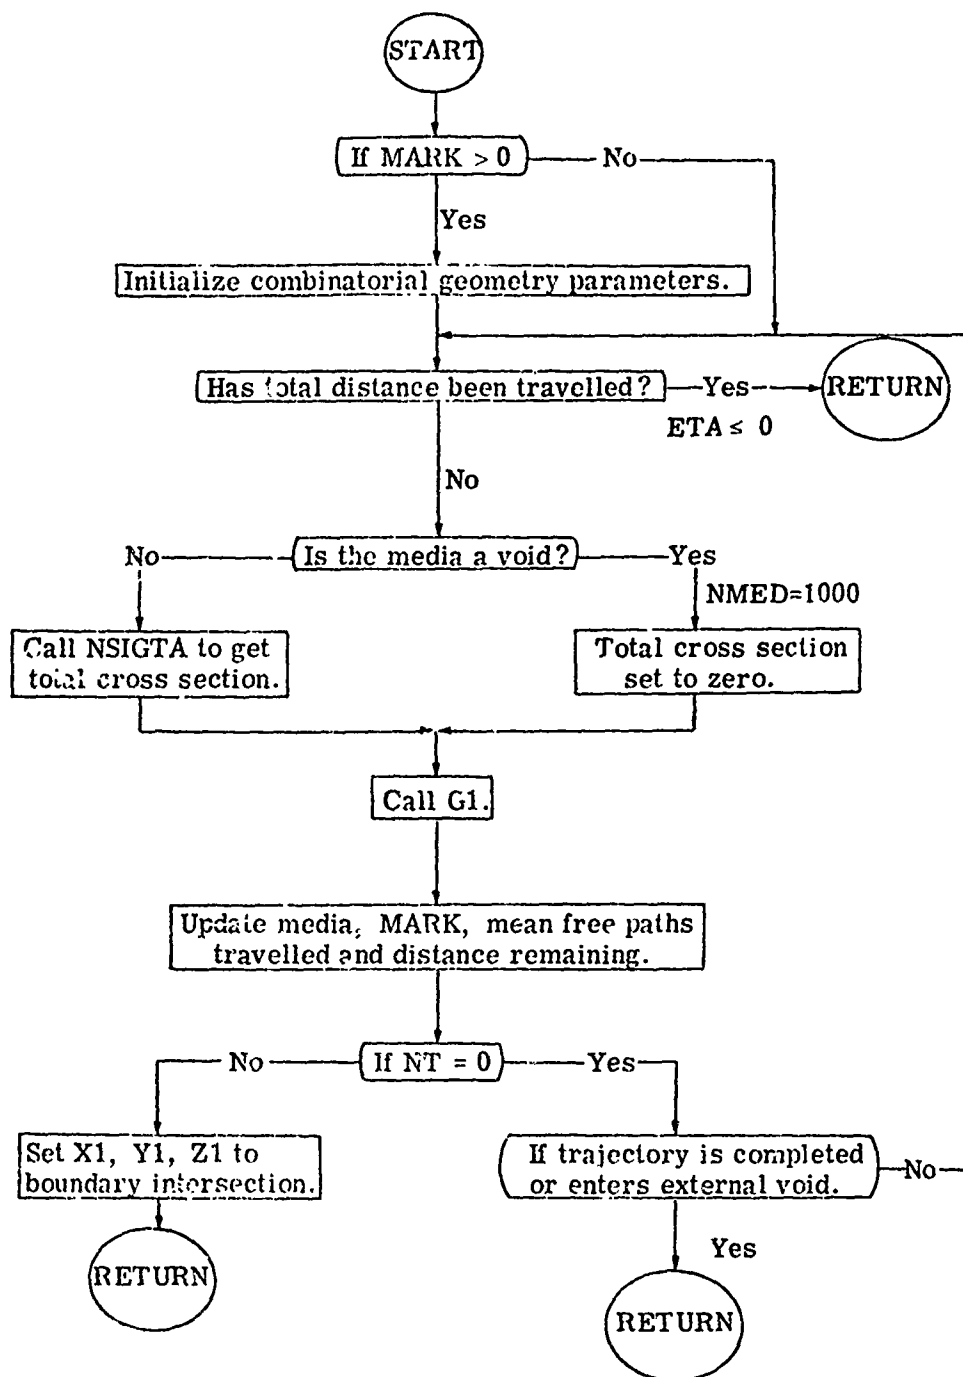 START
If MARK > 0
No
Yes
Initialize combinatorial geometry parameters.
Has total distance been travelled?
Yes
RETURN
ETA ≤ 0
No
No
Is the media a void?
Yes
NMED=1000
Call NSIGTA to get
total cross section.
Total cross section
set to zero.
Call G1.
Update media, MARK, mean free paths
travelled and distance remaining.
No
If NT = 0
Yes
Set X1, Y1, Z1 to
boundary intersection.
If trajectory is completed
or enters external void.
No
Yes
RETURN
RETURN